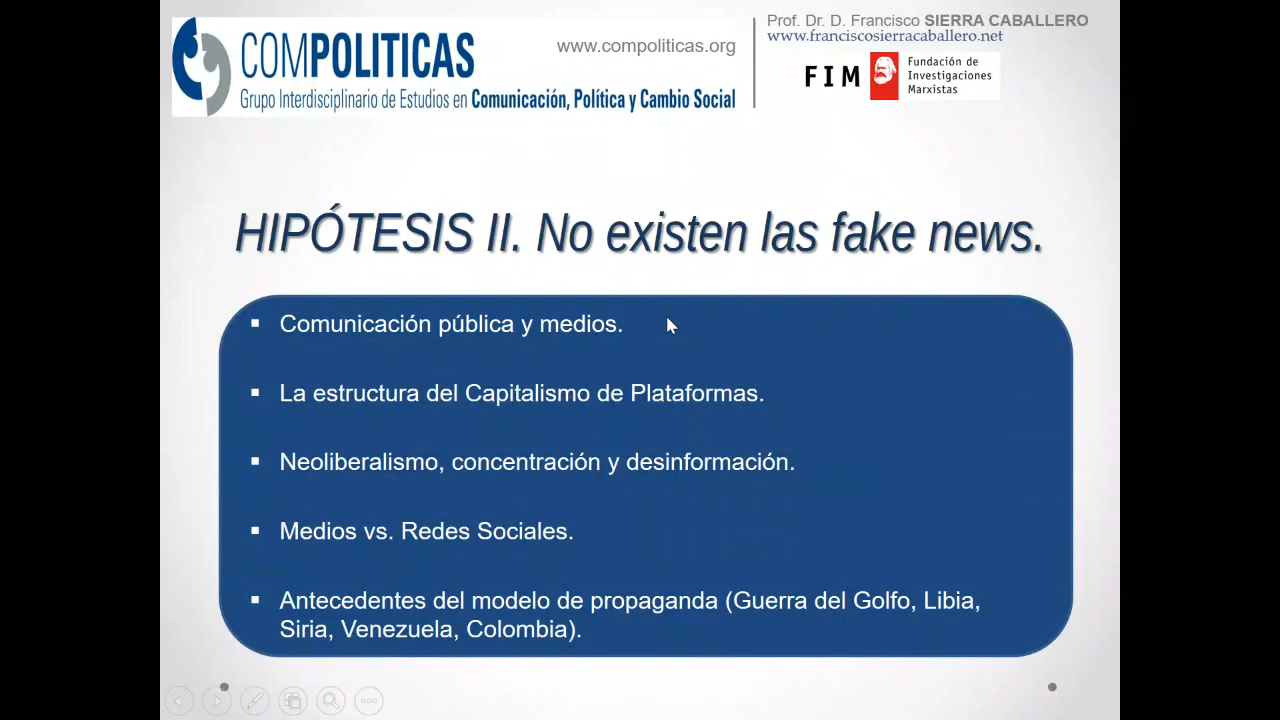 COMPOLITICAS
Grupo Interdisciplinario de Estudios en Comunicación, Política y Cambio Social
www.compoliticas.org
Prof. Dr. D. Francisco SIERRA CABALLERO
www.franciscosierracaballero.net
FIM
Fundación de
Investigaciones
Marxistas
HIPÓTESIS II. No existen las fake news.
▪ Comunicación pública y medios.
▪ La estructura del Capitalismo de Plataformas.
▪ Neoliberalismo, concentración y desinformación.
▪ Medios vs. Redes Sociales.
▪ Antecedentes del modelo de propaganda (Guerra del Golfo, Libia,
Siria, Venezuela, Colombia).